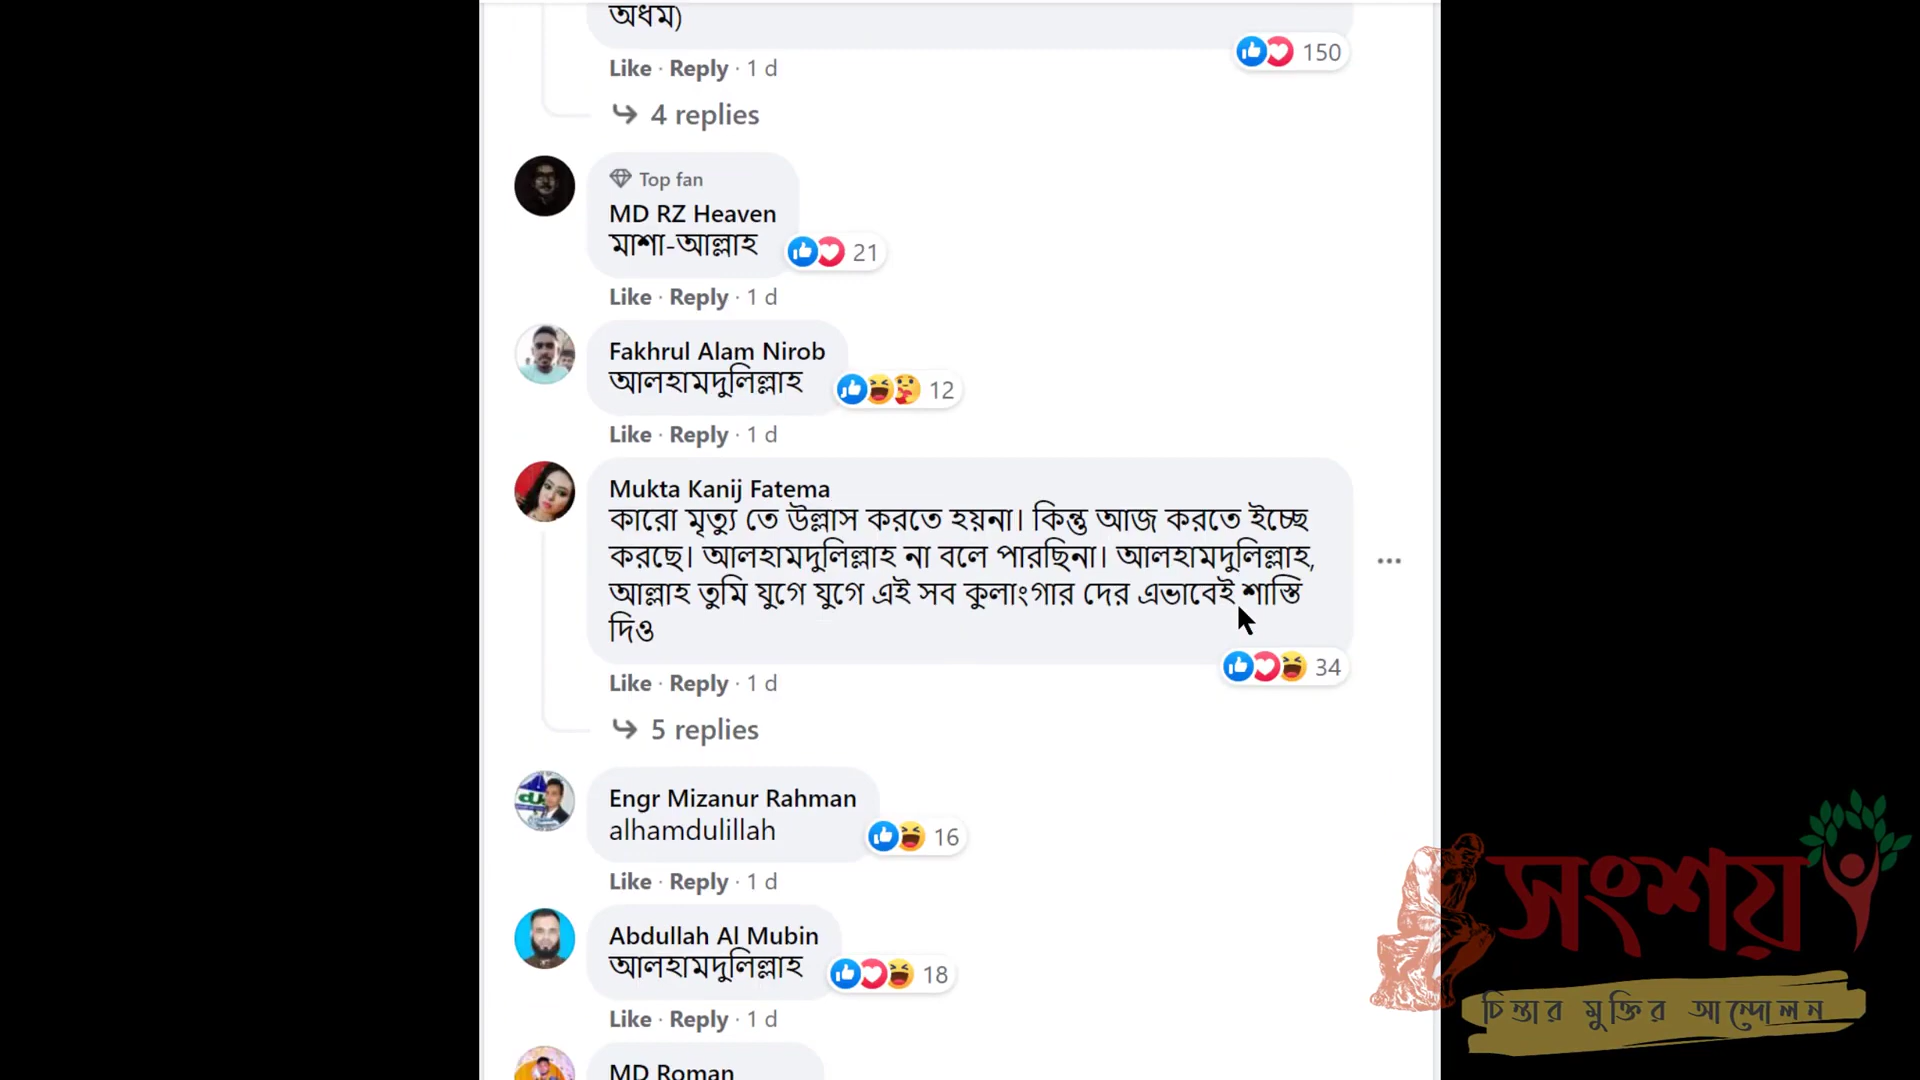 অধম)
Like · Reply · 1 d
150
4 replies
Top fan
MD RZ Heaven
মাশা-আল্লাহ
21
Like · Reply · 1 d
Fakhrul Alam Nirob
আলহামদুলিল্লাহ
12
Like · Reply · 1 d
Mukta Kanij Fatema
কারো মৃত্যু তে উল্লাস করতে হয়না। কিন্তু আজ করতে ইচ্ছে
করছে। আলহামদুলিল্লাহ না বলে পারছিনা। আলহামদুলিল্লাহ,
আল্লাহ তুমি যুগে যুগে এই সব কুলাংগার দের এভাবেই শাস্তি
দিও
34
Like · Reply · 1 d
5 replies
Engr Mizanur Rahman
alhamdulillah
16
Like · Reply · 1 d
Abdullah Al Mubin
আলহামদুলিল্লাহ
18
Like · Reply · 1 d
MD Roman
সংশয়
চিন্তার মুক্তির আন্দোলন